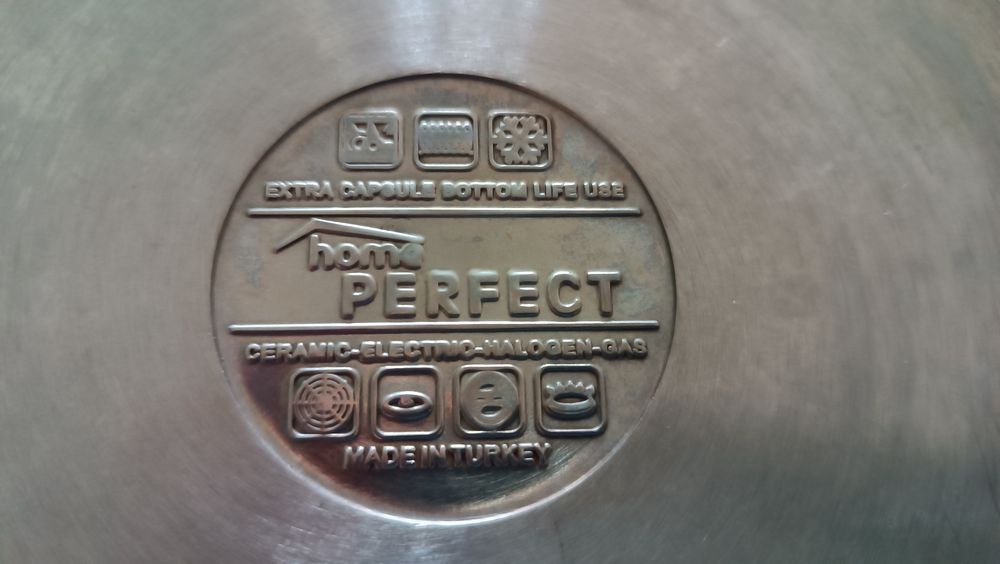 EXTRA CAPSULE BOTTOM LIFE USE
home
PERFECT
CERAMIC-ELECTRIC-HALOGEN-GAS
MADE IN TURKEY